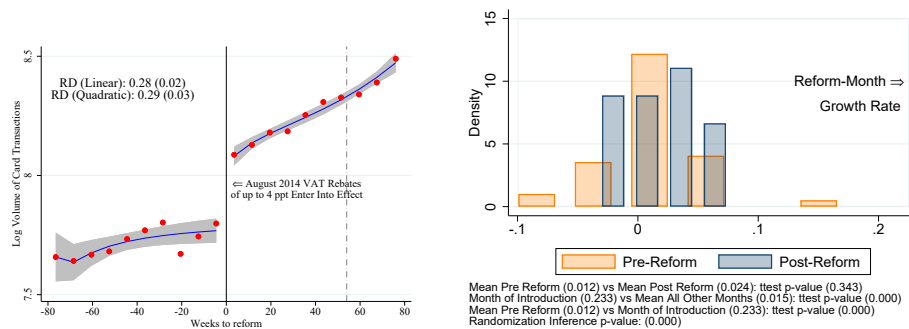 8.5
8
7.5
Log Volume of Card Transactions
RD (Linear): 0.28 (0.02)
RD (Quadratic): 0.29 (0.03)
⇐ August 2014 VAT Rebates
of up to 4 ppt Enter Into Effect
-80 -60 -40 -20 0 20 40 60 80
Weeks to reform
15
10
5
0
Density
Reform-Month ⇒
Growth Rate
-.1 0 .1 .2
Pre-Reform Post-Reform
Mean Pre Reform (0.012) vs Mean Post Reform (0.024): ttest p-value (0.343)
Month of Introduction (0.233) vs Mean All Other Months (0.015): ttest p-value (0.000)
Mean Pre Reform (0.012) vs Month of Introduction (0.233): ttest p-value (0.000)
Randomization Inference p-value: (0.000)